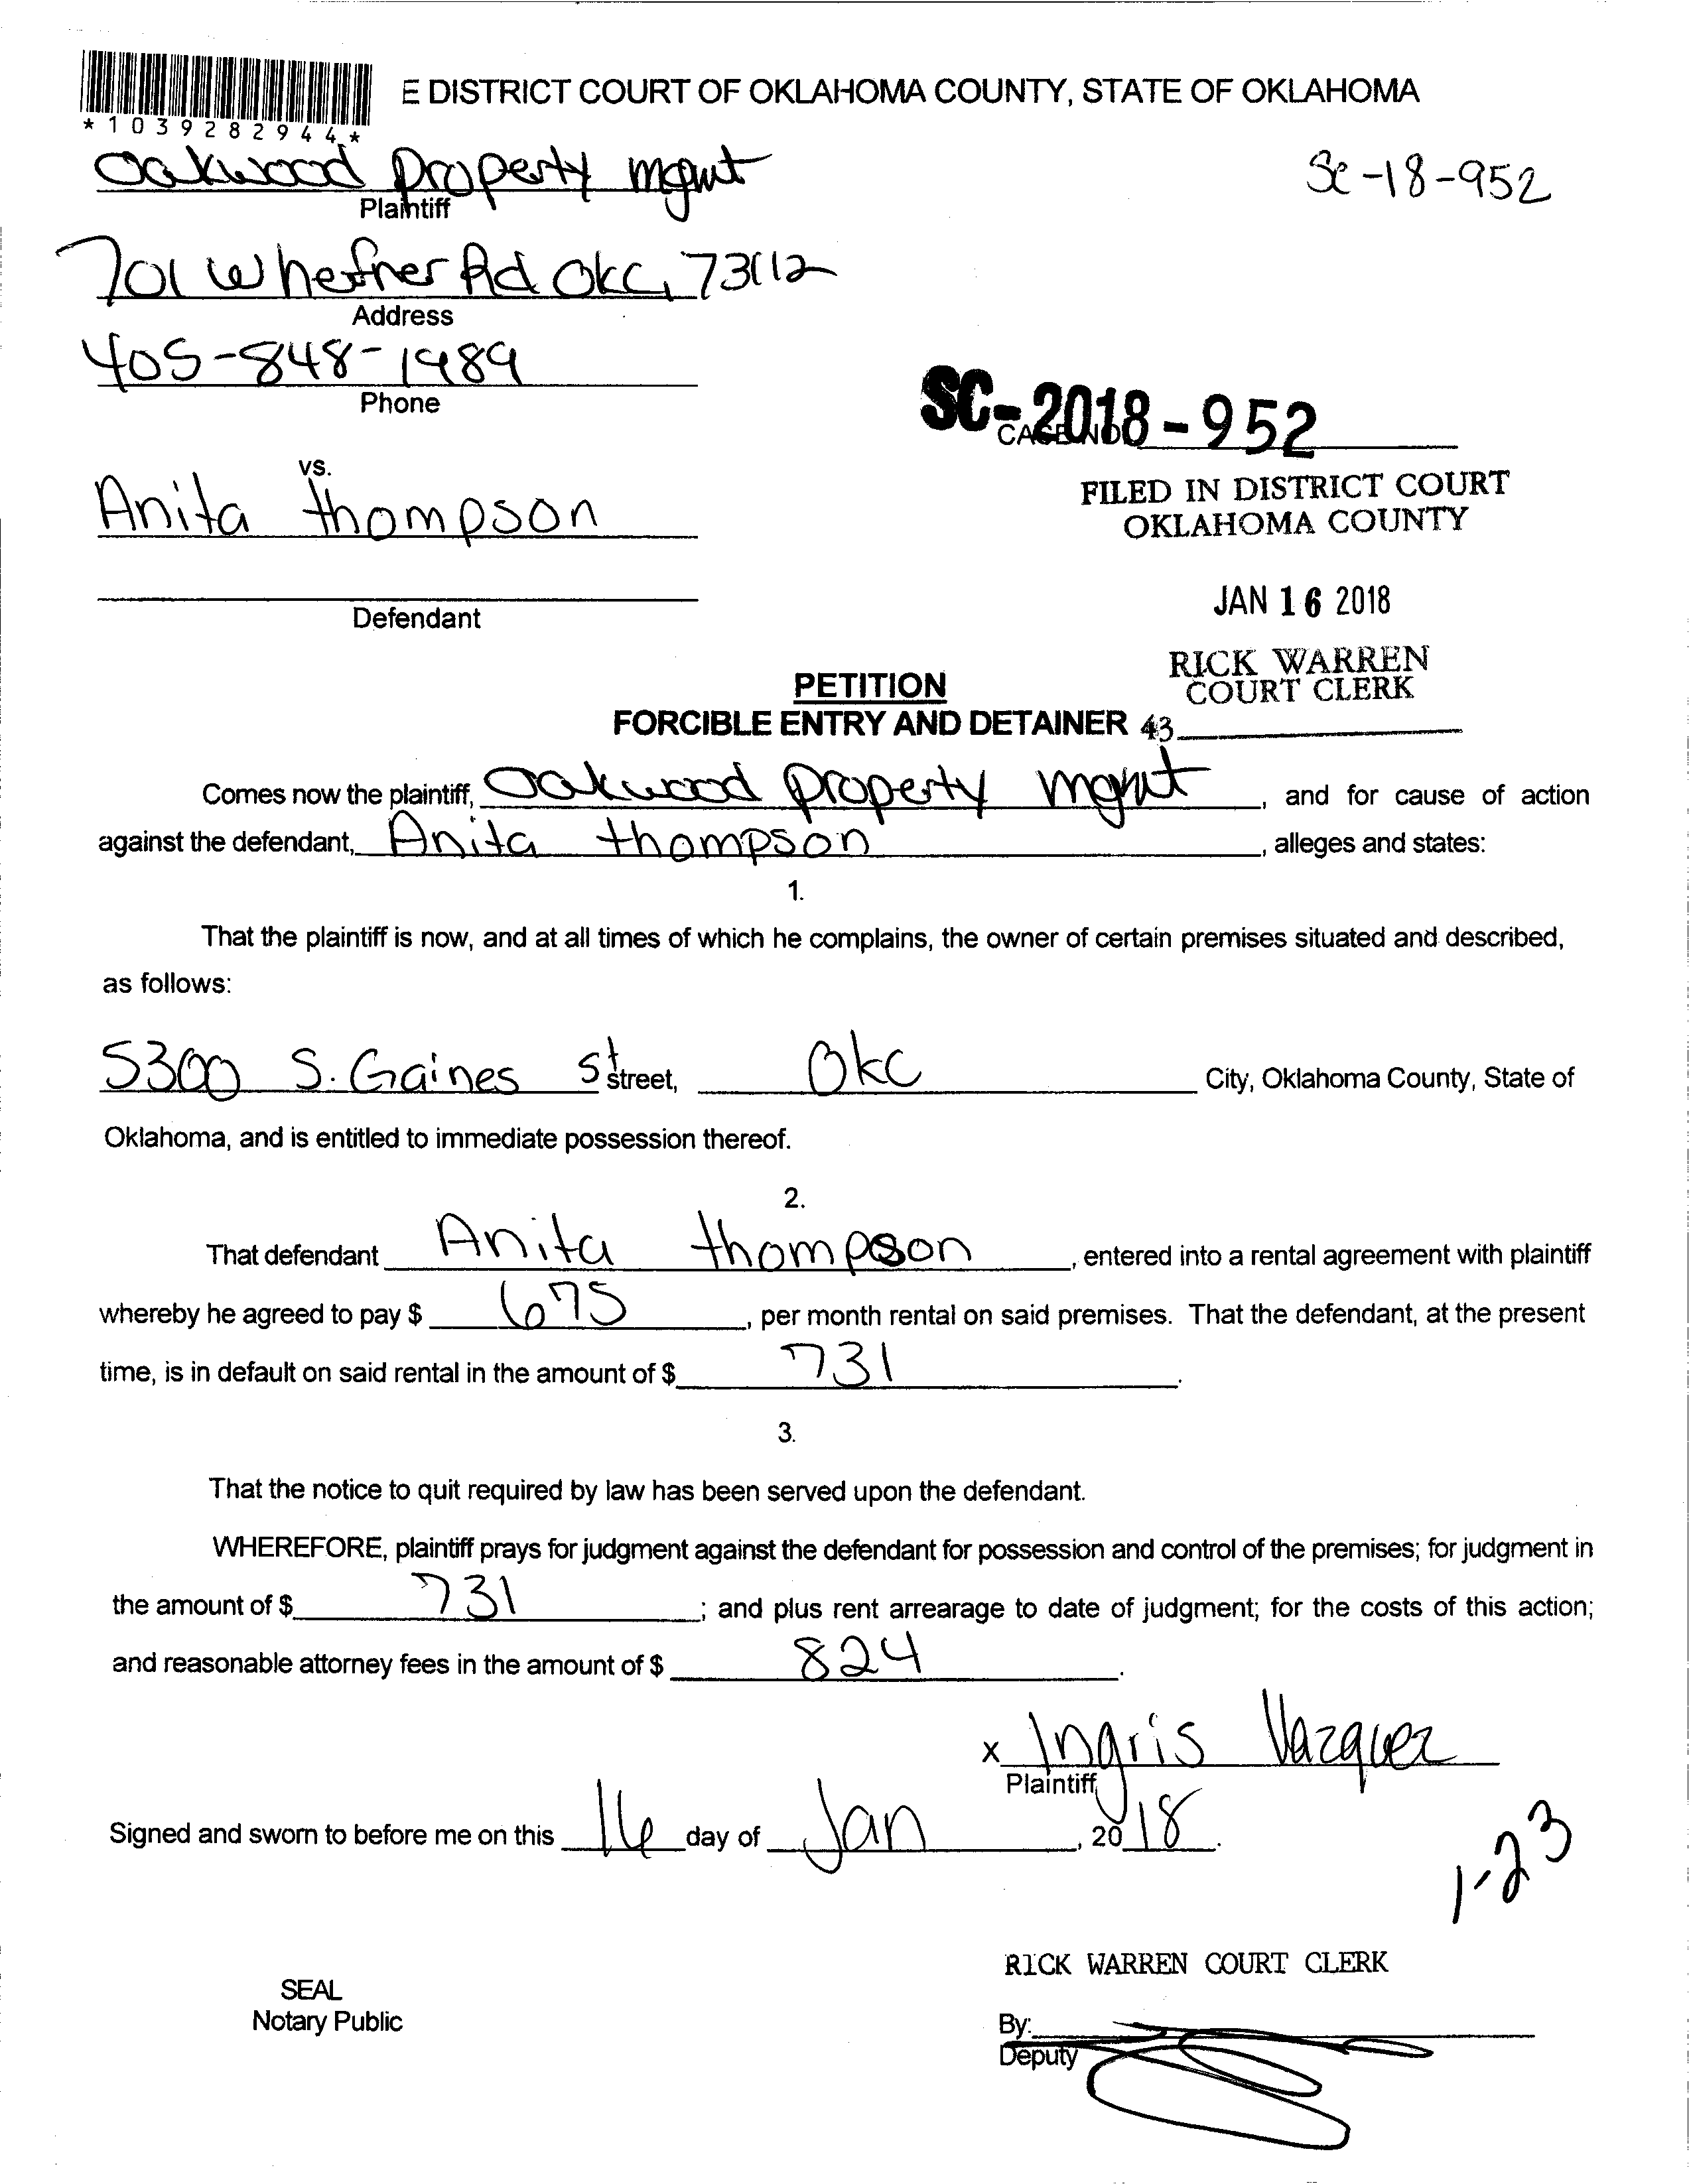 E DISTRICT COURT OF OKLAHOMA COUNTY, STATE OF OKLAHOMA
*1039282944*
Oakwood property mgmt
Plaintiff
SC-18-952
701 W hefner Rd OKC, 73112
Address
405-848-1489
Phone
SC-2018-952
CASE NO.
vs.
Anita thompson
FILED IN DISTRICT COURT
OKLAHOMA COUNTY
Defendant
JAN 16 2018
RICK WARREN
COURT CLERK
PETITION
FORCIBLE ENTRY AND DETAINER 43
Comes now the plaintiff, Oakwood property mgmt, and for cause of action
against the defendant, Anita thompson, alleges and states:
1.
That the plaintiff is now, and at all times of which he complains, the owner of certain premises situated and described,
as follows:
5300 S. Gaines St street, OKC City, Oklahoma County, State of
Oklahoma, and is entitled to immediate possession thereof.
2.
That defendant Anita thompson, entered into a rental agreement with plaintiff
whereby he agreed to pay $ 675, per month rental on said premises. That the defendant, at the present
time, is in default on said rental in the amount of $ 731.
3.
That the notice to quit required by law has been served upon the defendant.
WHEREFORE, plaintiff prays for judgment against the defendant for possession and control of the premises; for judgment in
the amount of $ 731; and plus rent arrearage to date of judgment; for the costs of this action;
and reasonable attorney fees in the amount of $ 824.
x Ingris Vazquez
Plaintiff
Signed and sworn to before me on this 16 day of Jan, 2018.
1-23
RICK WARREN COURT CLERK
SEAL
Notary Public
By:
Deputy